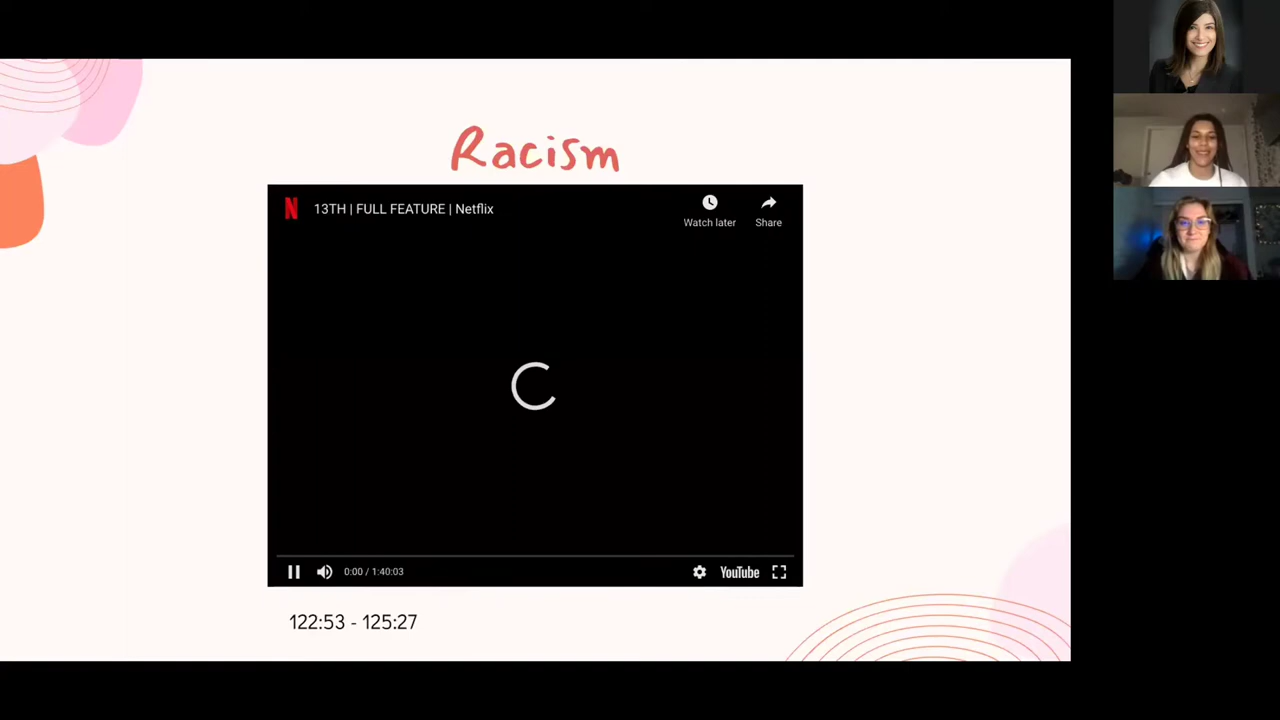 Racism
N 13TH | FULL FEATURE | Netflix
Watch later
Share
0:00 / 1:40:03
YouTube
122:53 - 125:27